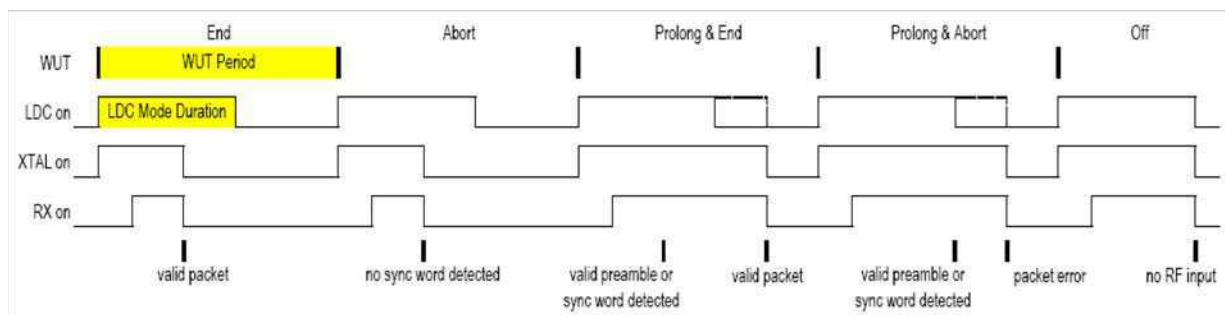 End Abort Prolong & End Prolong & Abort Off
WUT WUT Period
LDC on LDC Mode Duration
XTAL on
RX on
valid packet no sync word detected valid preamble or valid packet valid preamble or packet error no RF input
sync word detected sync word detected